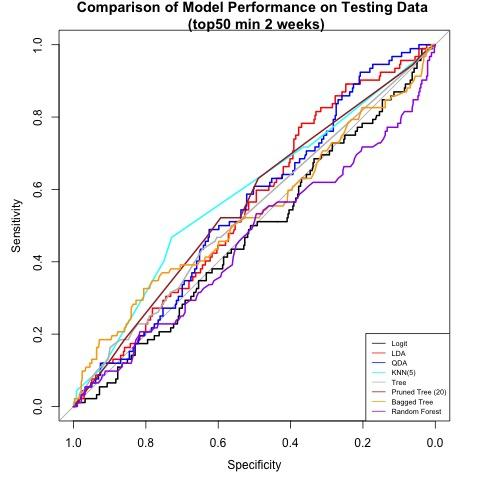 Comparison of Model Performance on Testing Data
(top50 min 2 weeks)
Sensitivity
1.0
0.8
0.6
0.4
0.2
0.0
Logit
LDA
QDA
KNN(5)
Tree
Pruned Tree (20)
Bagged Tree
Random Forest
1.0 0.8 0.6 0.4 0.2 0.0
Specificity